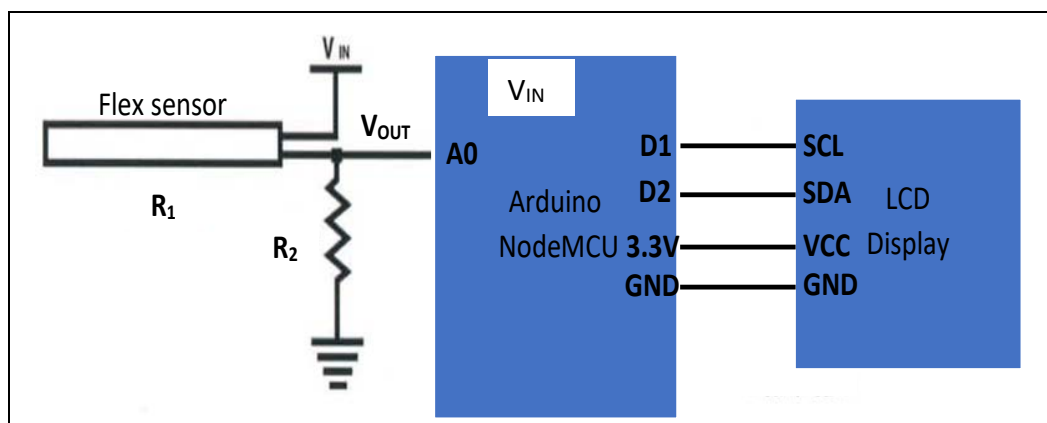 V IN
Flex sensor
VOUT
R1
R2
VIN
A0
Arduino
NodeMCU
D1
D2
3.3V
GND
SCL
SDA
VCC
GND
LCD
Display